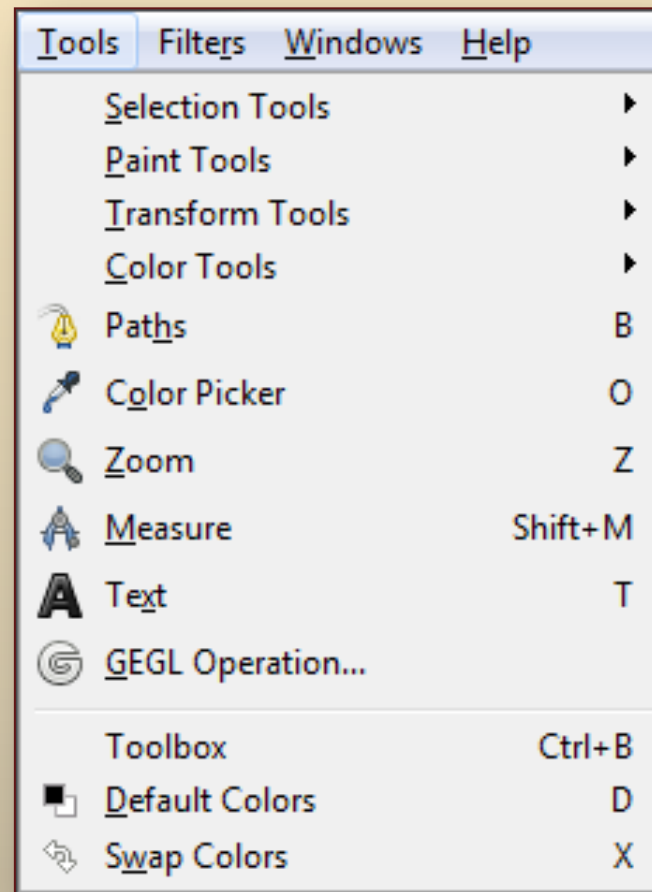 Tools Filters Windows Help
Selection Tools
Paint Tools
Transform Tools
Color Tools
Paths B
Color Picker O
Zoom Z
Measure Shift+M
Text T
GEGL Operation...
Toolbox Ctrl+B
Default Colors D
Swap Colors X